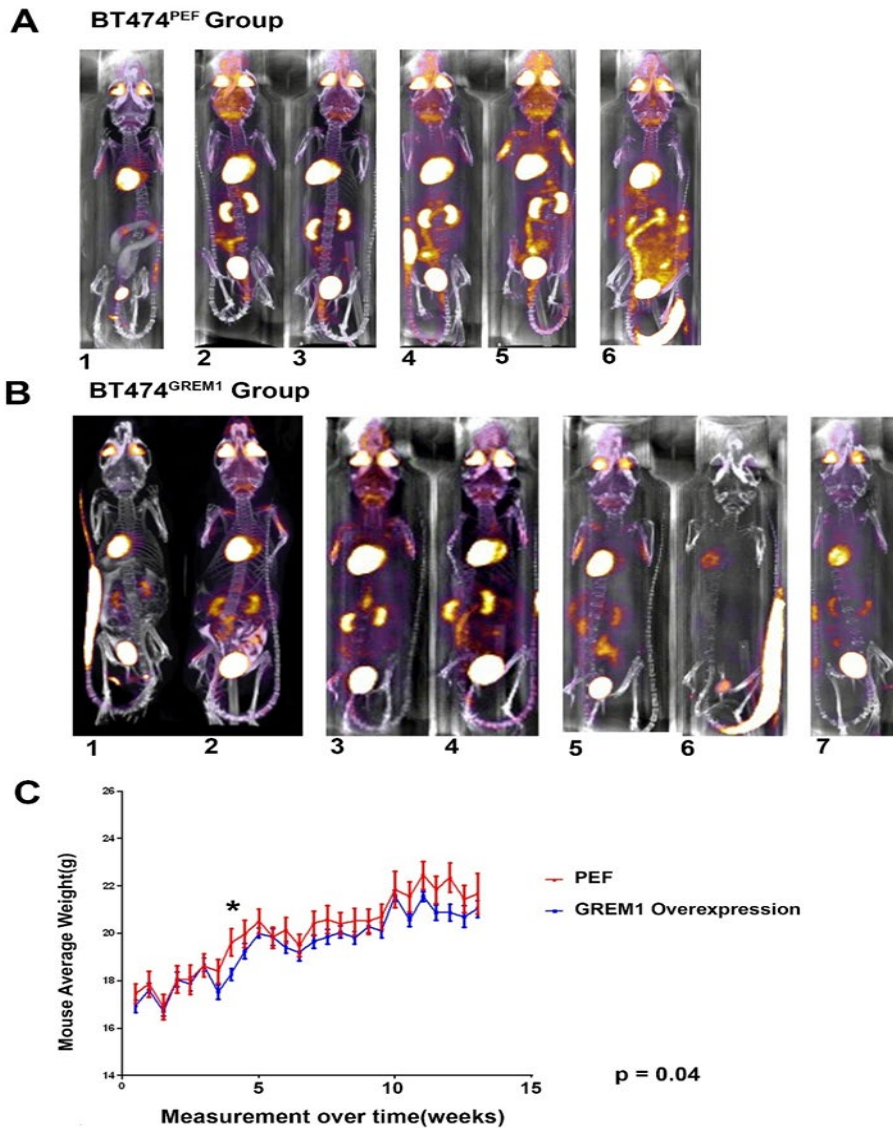 A
BT474PEF Group
1 2 3 4 5 6
B
BT474GREM1 Group
1 2 3 4 5 6 7
C
26
24
22
20
18
16
14
0 5 10 15
Mouse Average Weight(g)
*
PEF
GREM1 Overexpression
p = 0.04
Measurement over time(weeks)